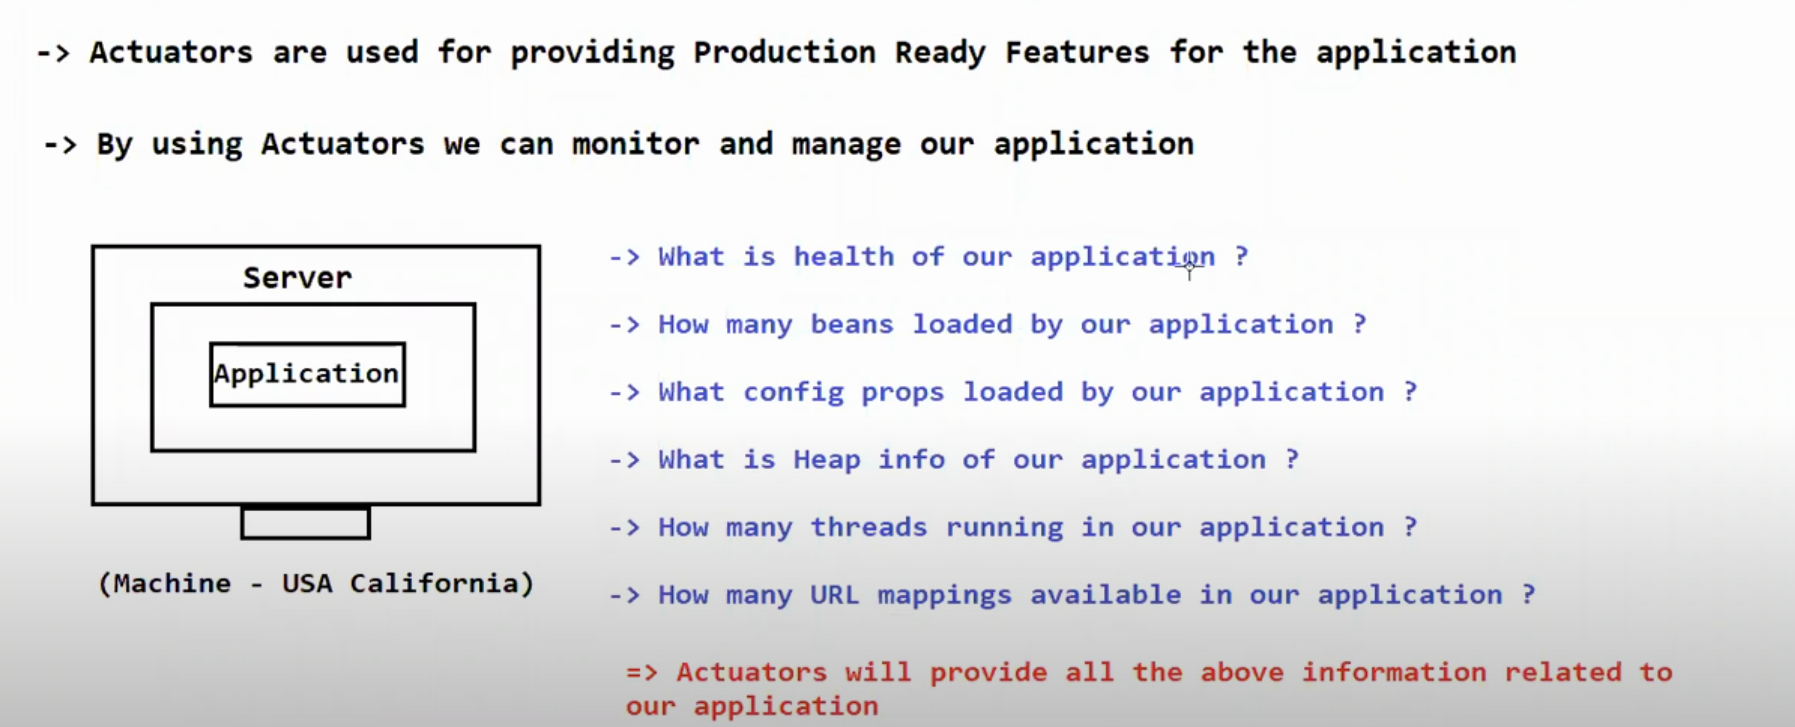 -> Actuators are used for providing Production Ready Features for the application
-> By using Actuators we can monitor and manage our application
Server
Application
(Machine - USA California)
-> What is health of our application ?
-> How many beans loaded by our application ?
-> What config props loaded by our application ?
-> What is Heap info of our application ?
-> How many threads running in our application ?
-> How many URL mappings available in our application ?
=> Actuators will provide all the above information related to
our application